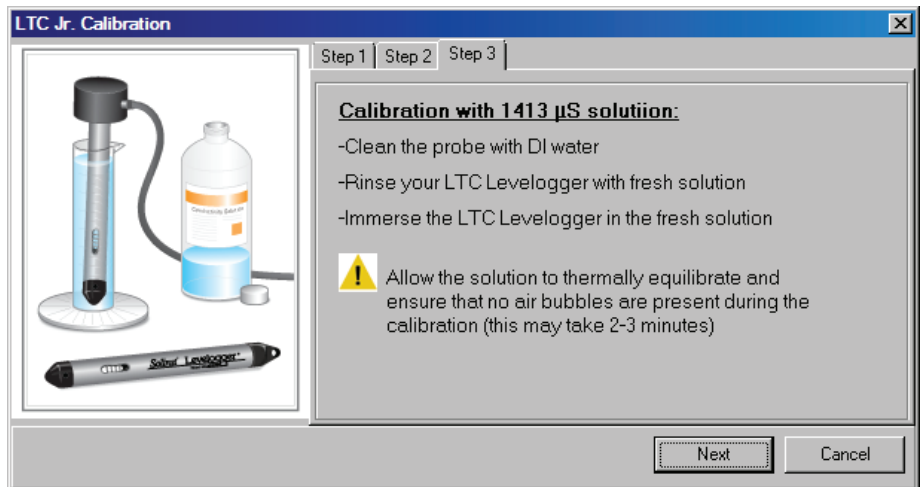 LTC Jr. Calibration
Step 1 Step 2 Step 3
Calibration with 1413 µS solutiion:
-Clean the probe with DI water
-Rinse your LTC Levelogger with fresh solution
-Immerse the LTC Levelogger in the fresh solution
Allow the solution to thermally equilibrate and
ensure that no air bubbles are present during the
calibration (this may take 2-3 minutes)
Conductivity Solution
Solinst Levelogger
Next Cancel